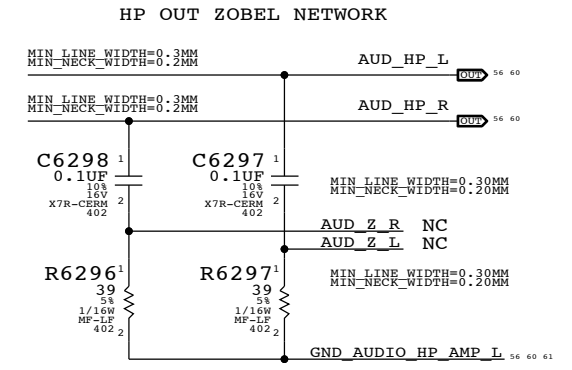 HP OUT ZOBEL NETWORK
MIN_LINE_WIDTH=0.3MM
MIN_NECK_WIDTH=0.2MM
AUD_HP_L
OUT 56 60
MIN_LINE_WIDTH=0.3MM
MIN_NECK_WIDTH=0.2MM
AUD_HP_R
OUT 56 60
C6298 1
0.1UF
10%
16V
X7R-CERM
402
2
C6297 1
0.1UF
10%
16V
X7R-CERM
402
2
MIN_LINE_WIDTH=0.30MM
MIN_NECK_WIDTH=0.20MM
AUD_Z_R NC
AUD_Z_L NC
R6296 1
39
5%
1/16W
MF-LF
402 2
R6297 1
39
5%
1/16W
MF-LF
402 2
MIN_LINE_WIDTH=0.30MM
MIN_NECK_WIDTH=0.20MM
GND_AUDIO_HP_AMP_L 56 60 61